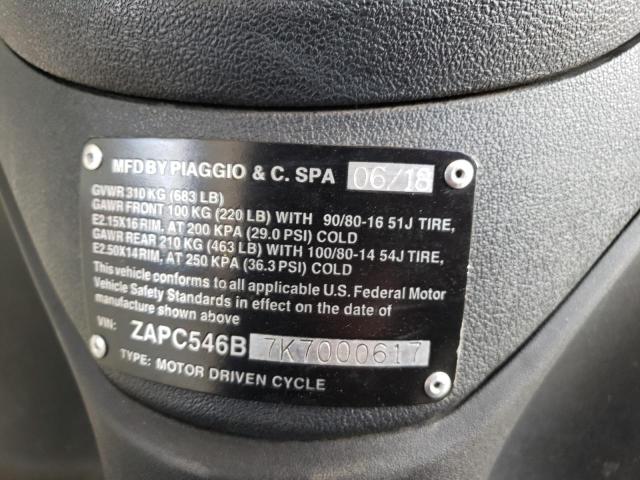 MFD BY PIAGGIO & C. SPA 06/18
GVWR 310 KG (683 LB)
GAWR FRONT 100 KG (220 LB) WITH 90/80-16 51J TIRE,
E2.15X16 RIM, AT 200 KPA (29.0 PSI) COLD
GAWR REAR 210 KG (463 LB) WITH 100/80-14 54J TIRE,
E2.50X14 RIM, AT 250 KPA (36.3 PSI) COLD
This vehicle conforms to all applicable U.S. Federal Motor
Vehicle Safety Standards in effect on the date of
manufacture shown above
VIN: ZAPC546B 7K7000617
TYPE: MOTOR DRIVEN CYCLE